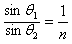 sin θ₁ / sin θ₂ = 1 / n